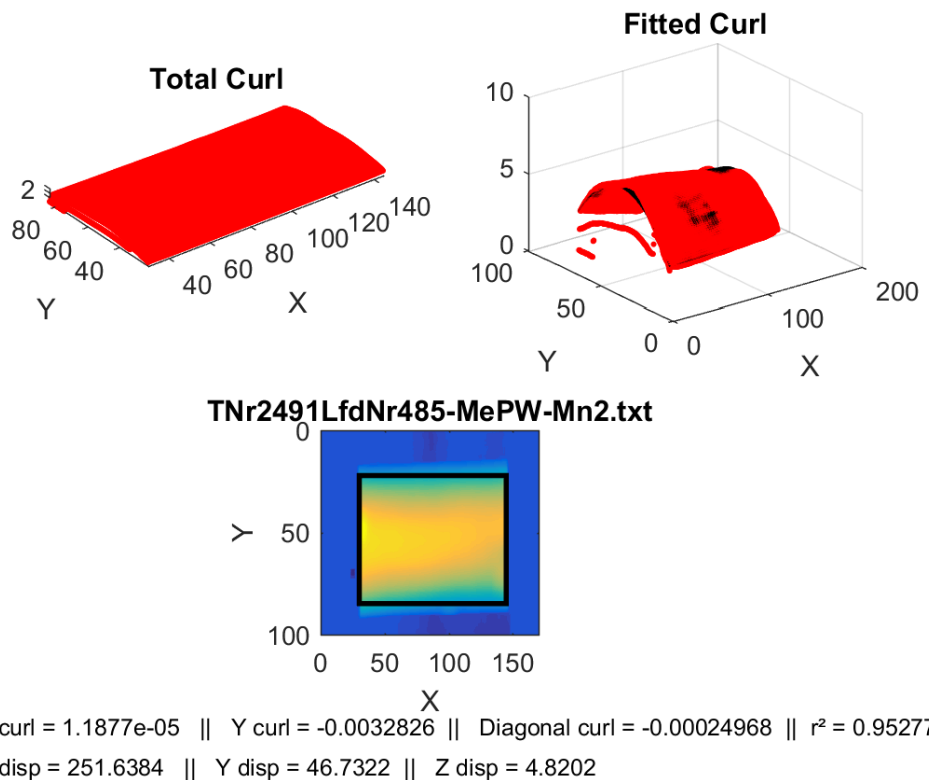 Fitted Curl
Total Curl
10
5
0
100
50
0
0
100
200
Y
X
2
80
60
40
40
60
80
100
120
140
Y
X
TNr2491LfdNr485-MePW-Mn2.txt
0
50
100
0
50
100
150
Y
X
curl = 1.1877e-05 || Y curl = -0.0032826 || Diagonal curl = -0.00024968 || r² = 0.95277
disp = 251.6384 || Y disp = 46.7322 || Z disp = 4.8202